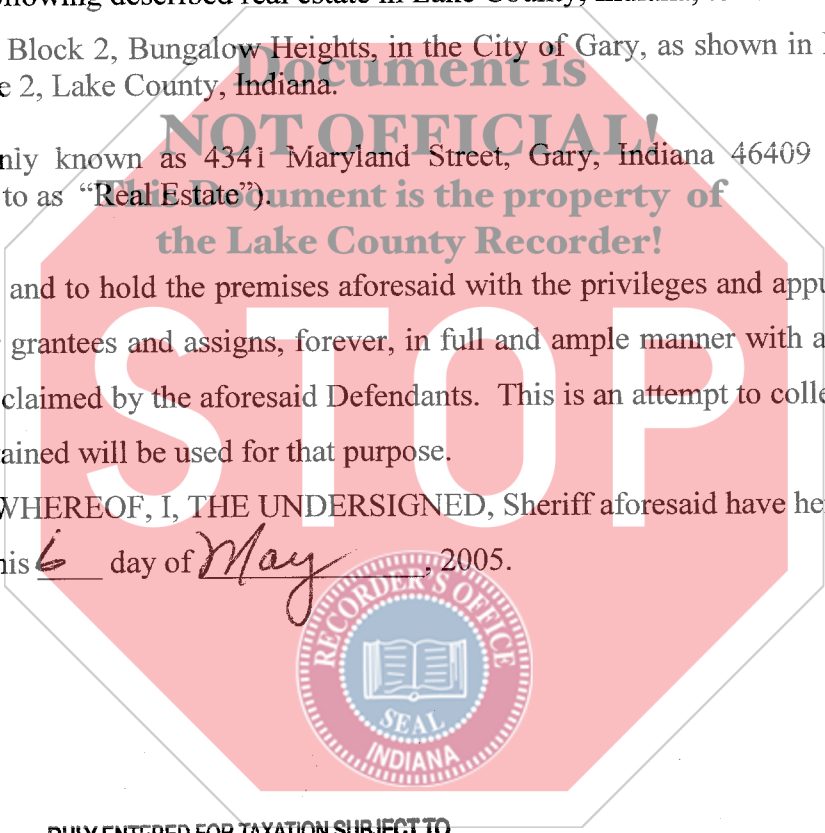 ollowing described real estate in Lake County, Indiana, to
Block 2, Bungalow Heights, in the City of Gary, as shown in
e 2, Lake County, Indiana.
Document is
NOT OFFICIAL!
nly known as 4341 Maryland Street, Gary, Indiana 46409
to as “Real Estate”).
This Document is the property of
the Lake County Recorder!
and to hold the premises aforesaid with the privileges and appu
grantees and assigns, forever, in full and ample manner with a
claimed by the aforesaid Defendants. This is an attempt to colle
ained will be used for that purpose.
STOP
WHEREOF, I, THE UNDERSIGNED, Sheriff aforesaid have he
his 6 day of May, 2005.
RECORDER'S OFFICE
SEAL
INDIANA
DULY ENTERED FOR TAXATION SUBJECT TO